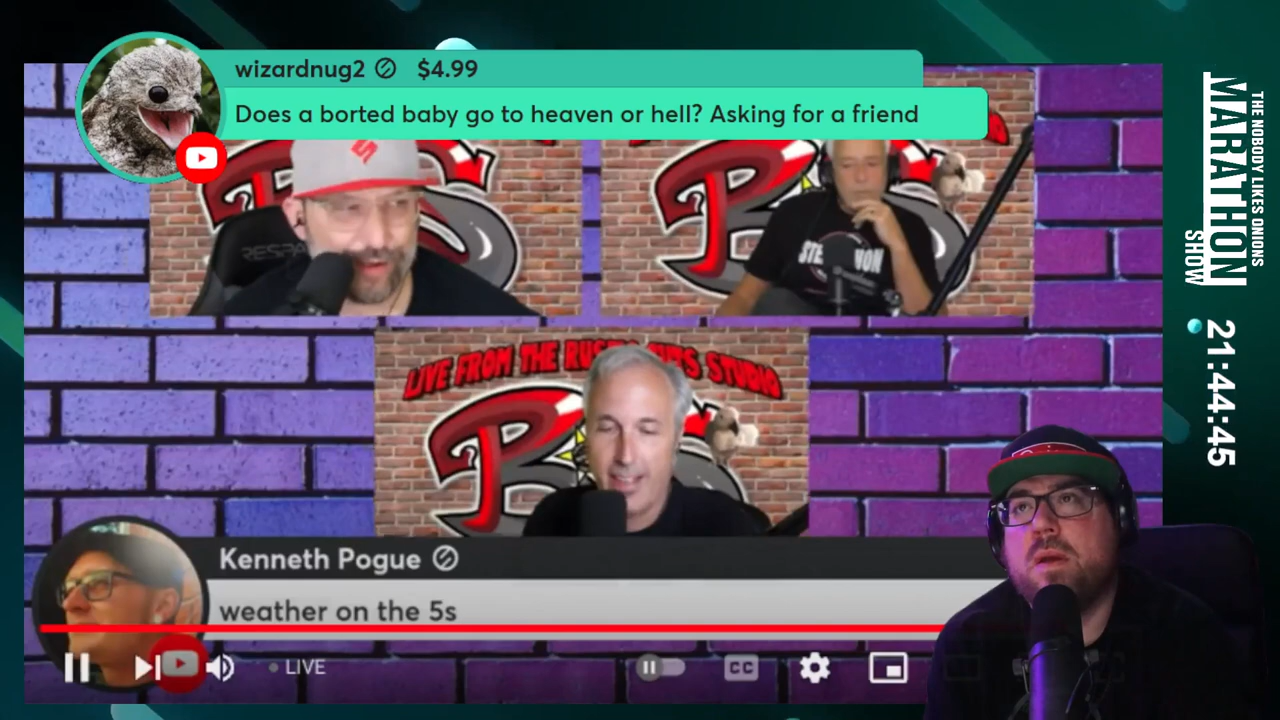 wizardnug2 $4.99
Does a borted baby go to heaven or hell? Asking for a friend
THE NOBODY LIKES ONIONS
MARATHON
SHOW
21:44:45
LIVE FROM THE STUDIO
Kenneth Pogue
weather on the 5s
LIVE
CC